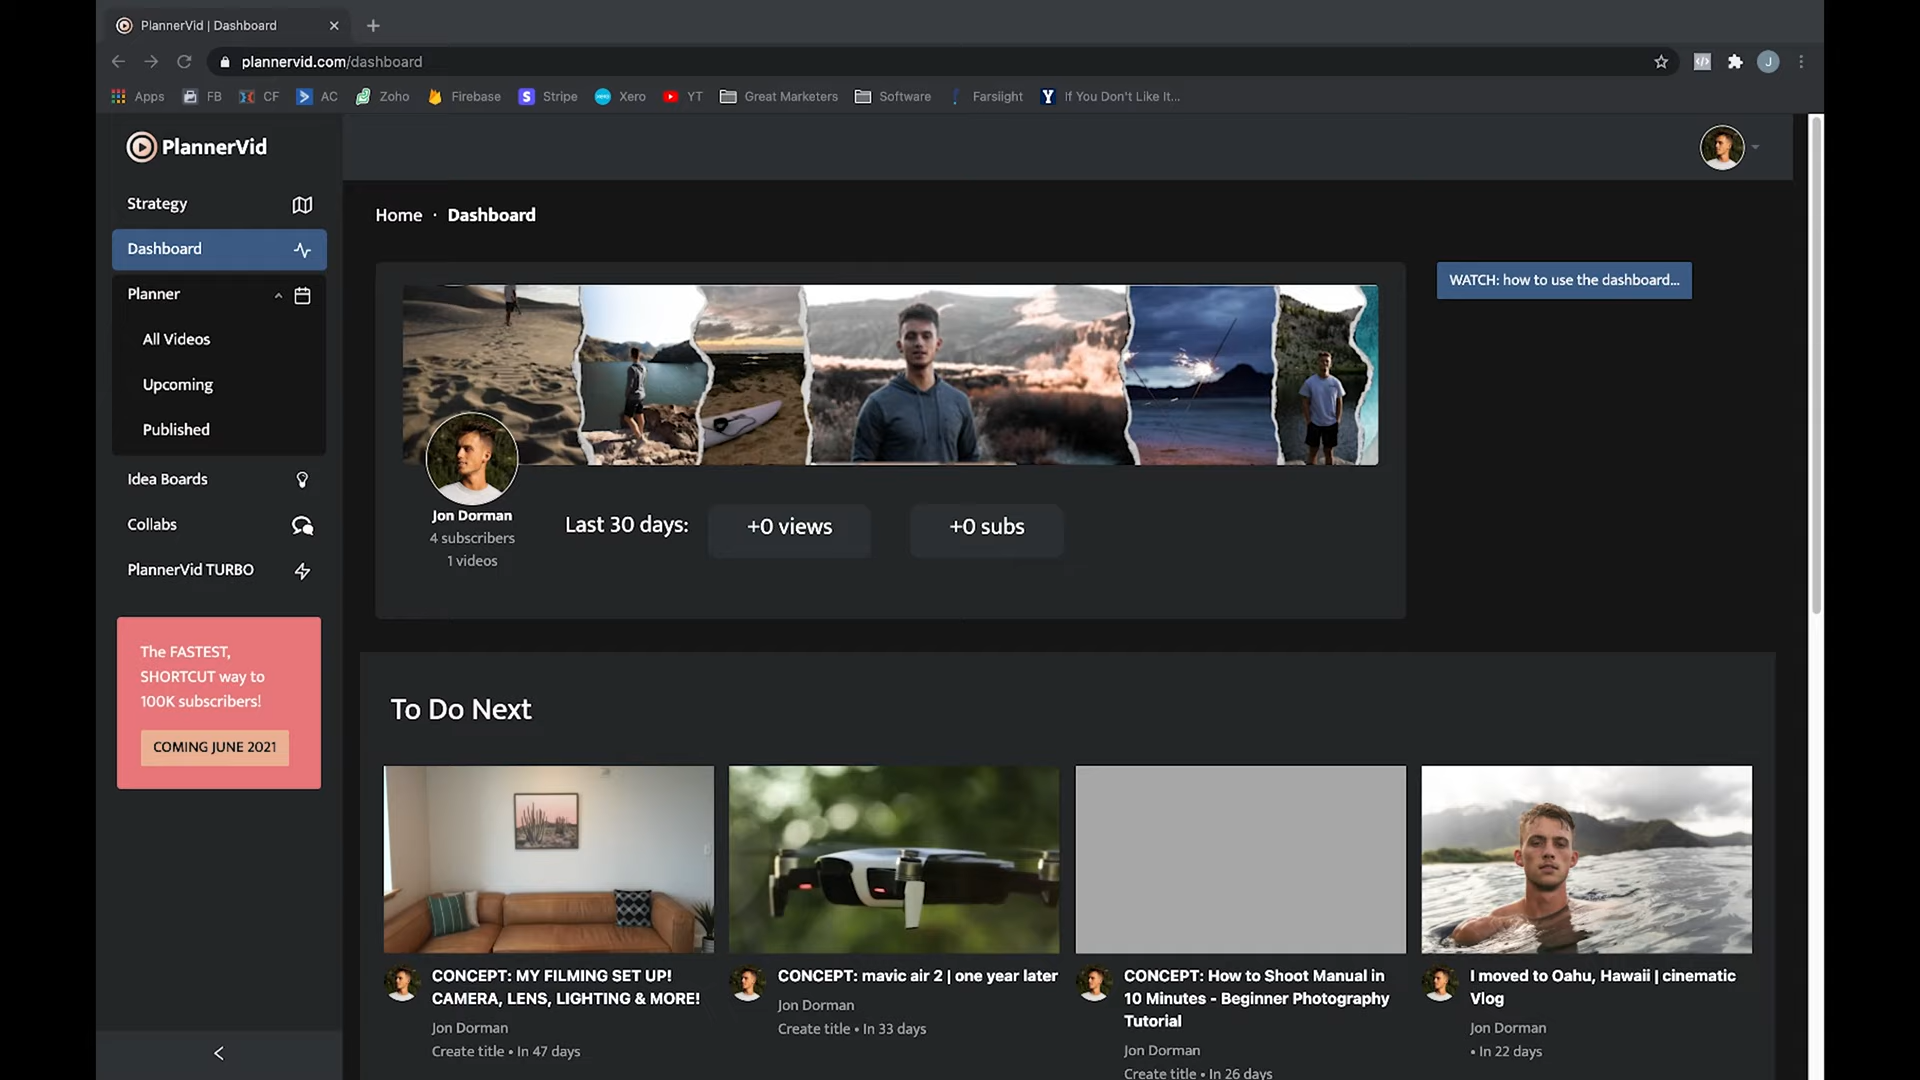 PlannerVid | Dashboard
plannervid.com/dashboard
J
Apps FB CF AC Zoho Firebase Stripe Xero YT Great Marketers Software Farsiight If You Don't Like It...
PlannerVid
Strategy
Dashboard
Planner
All Videos
Upcoming
Published
Idea Boards
Collabs
PlannerVid TURBO
The FASTEST,
SHORTCUT way to
100K subscribers!
COMING JUNE 2021
Home · Dashboard
WATCH: how to use the dashboard...
Jon Dorman
4 subscribers
1 videos
Last 30 days:
+0 views
+0 subs
To Do Next
CONCEPT: MY FILMING SET UP!
CAMERA, LENS, LIGHTING & MORE!
Jon Dorman
Create title • In 47 days
CONCEPT: mavic air 2 | one year later
Jon Dorman
Create title • In 33 days
CONCEPT: How to Shoot Manual in
10 Minutes - Beginner Photography
Tutorial
Jon Dorman
Create title • In 26 days
I moved to Oahu, Hawaii | cinematic
Vlog
Jon Dorman
• In 22 days